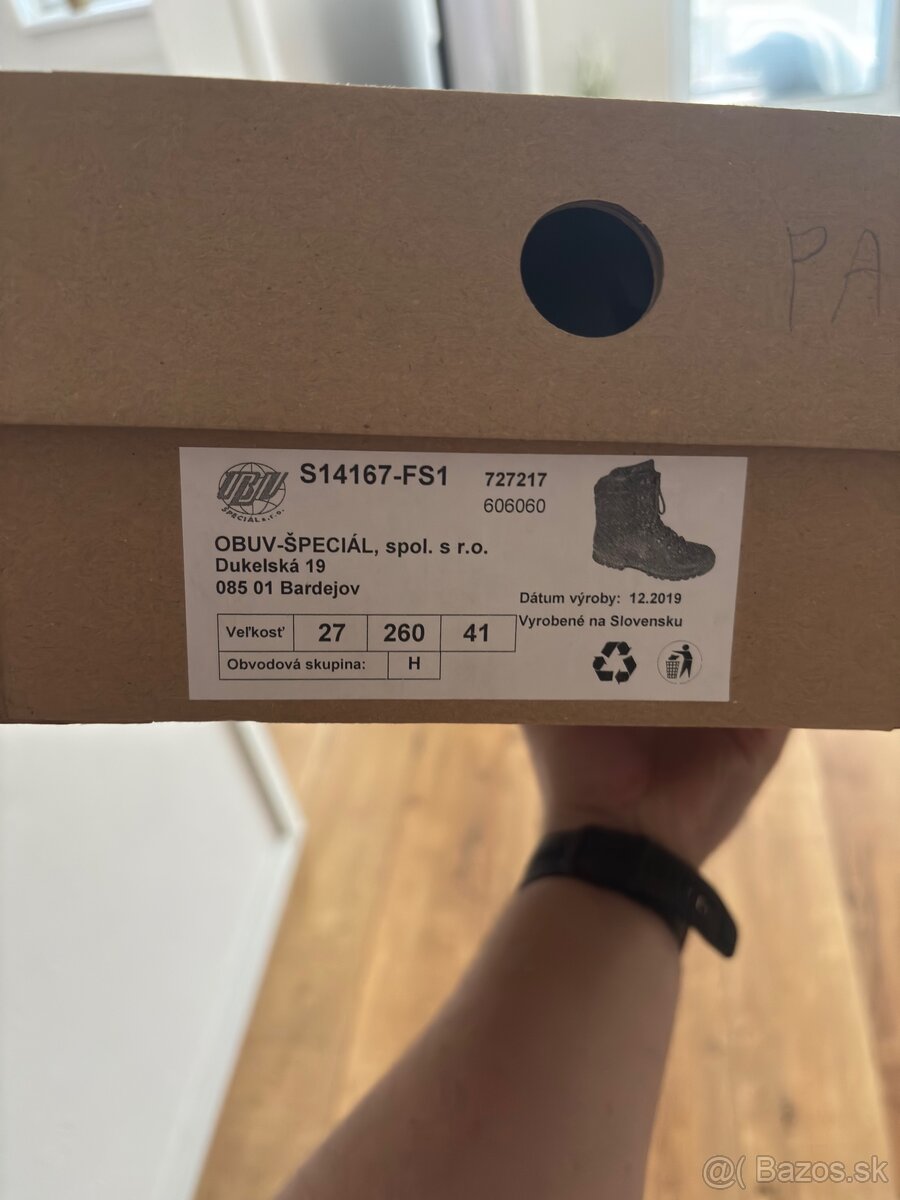 PA
OBUV
ŠPECIÁL s.r.o.
S14167-FS1
727217
606060
OBUV-ŠPECIÁL, spol. s r.o.
Dukelská 19
085 01 Bardejov
Dátum výroby: 12.2019
Vyrobené na Slovensku
Veľkosť 27 260 41
Obvodová skupina: H
@( Bazos.sk